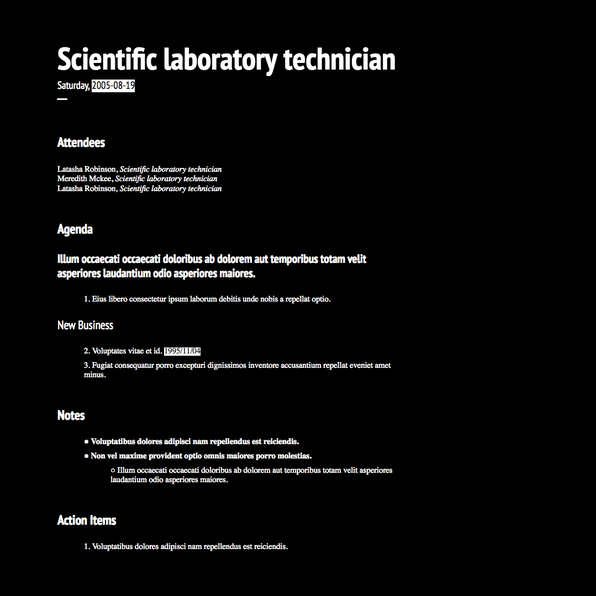 Scientific laboratory technician
Saturday, 2005-08-19
Attendees
Latasha Robinson, Scientific laboratory technician
Meredith Mckee, Scientific laboratory technician
Latasha Robinson, Scientific laboratory technician
Agenda
Illum occaecati occaecati doloribus ab dolorem aut temporibus totam velit
asperiores laudantium odio asperiores maiores.
1. Eius libero consectetur ipsum laborum debitis unde nobis a repellat optio.
New Business
2. Voluptates vitae et id. 1995/11/04
3. Fugiat consequatur porro excepturi dignissimos inventore accusantium repellat eveniet amet
minus.
Notes
● Voluptatibus dolores adipisci nam repellendus est reiciendis.
● Non vel maxime provident optio omnis maiores porro molestias.
○ Illum occaecati occaecati doloribus ab dolorem aut temporibus totam velit asperiores
laudantium odio asperiores maiores.
Action Items
1. Voluptatibus dolores adipisci nam repellendus est reiciendis.